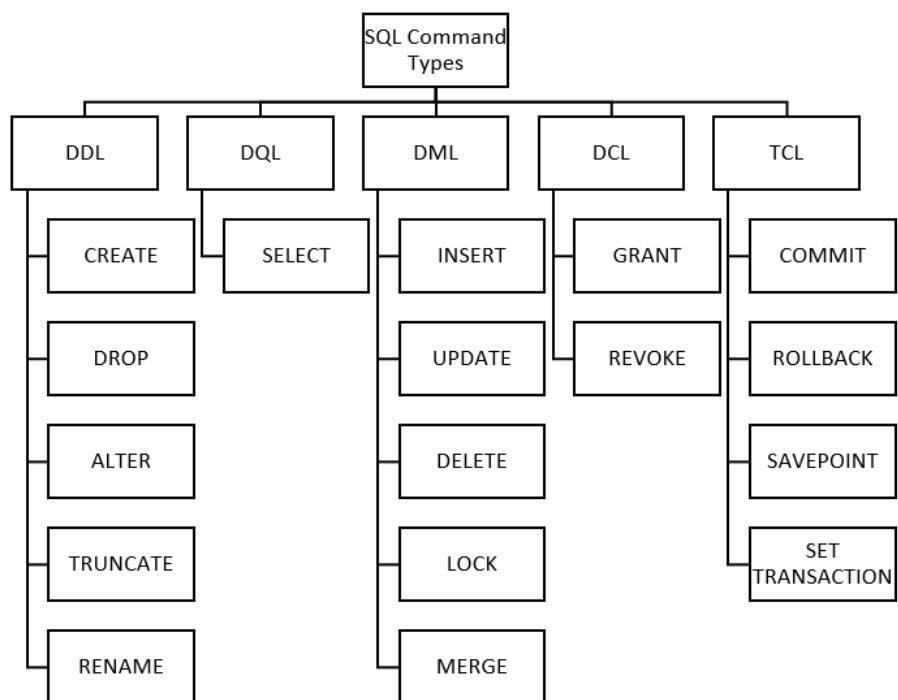 SQL Command
Types
DDL
DQL
DML
DCL
TCL
CREATE
SELECT
INSERT
GRANT
COMMIT
DROP
UPDATE
REVOKE
ROLLBACK
ALTER
DELETE
SAVEPOINT
TRUNCATE
LOCK
SET
TRANSACTION
RENAME
MERGE